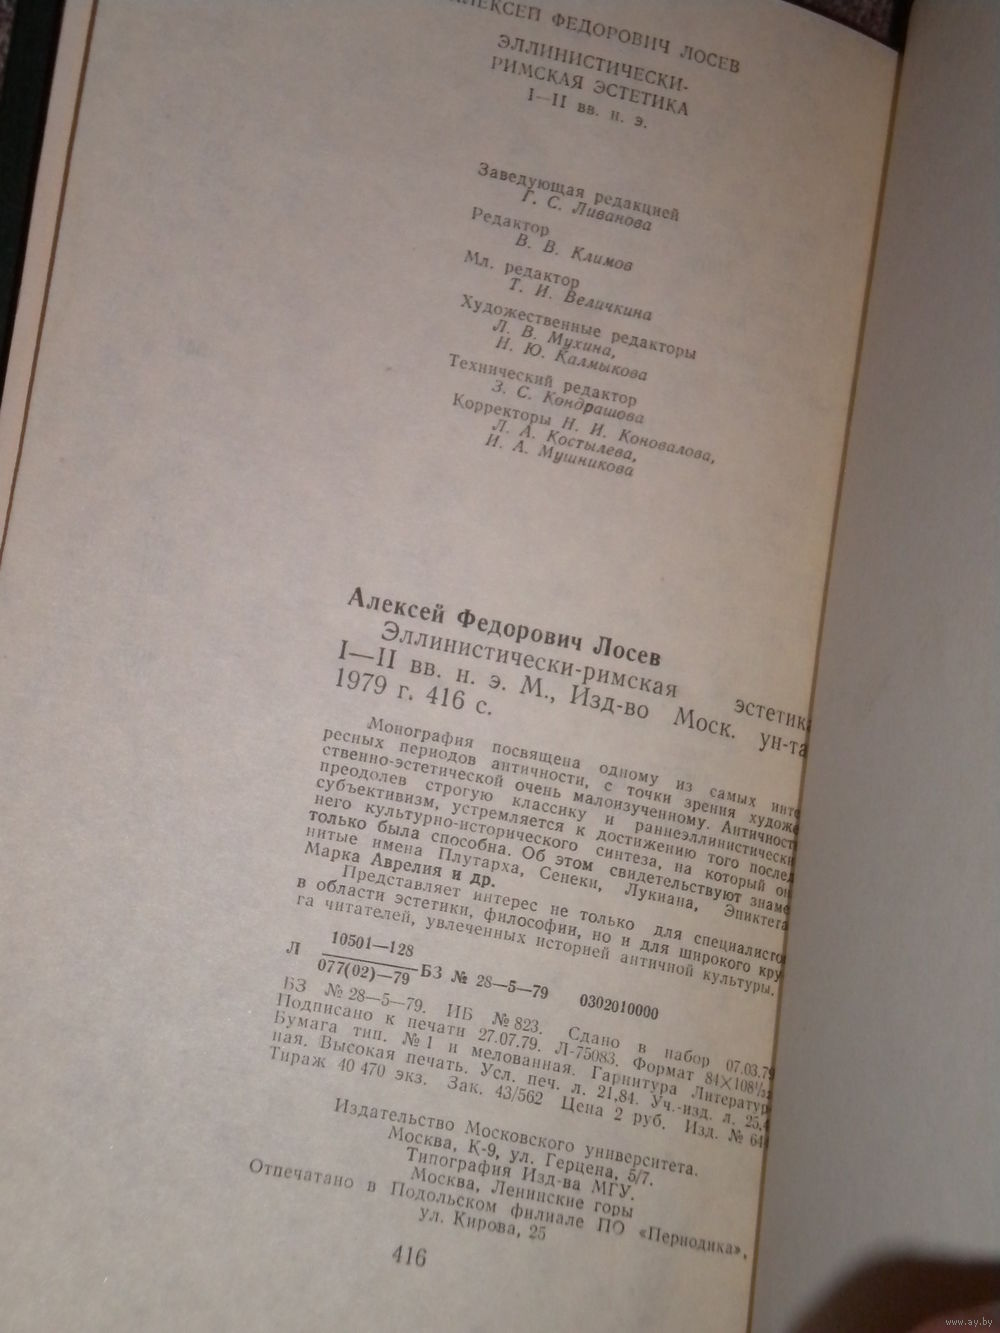 АЛЕКСЕЙ ФЕДОРОВИЧ ЛОСЕВ
ЭЛЛИНИСТИЧЕСКИ-
РИМСКАЯ ЭСТЕТИКА
I—II вв. н. э.
Заведующая редакцией
Г. С. Ливанова
Редактор
В. В. Климов
Мл. редактор
Т. И. Величкина
Художественные редакторы
Л. В. Мухина,
Н. Ю. Калмыкова
Технический редактор
З. С. Кондрашова
Корректоры Н. И. Коновалова,
Л. А. Костылева,
И. А. Мушникова
Алексей Федорович Лосев
Эллинистически-римская эстетика
I—II вв. н. э. М., Изд-во Моск. ун-та
1979 г. 416 с.
Монография посвящена одному из самых инте
ресных периодов античности, с точки зрения художе
ственно-эстетической очень малоизученному. Античность
преодолев строгую классику и раннеэллинистически
субъективизм, устремляется к достижению того послед
него культурно-исторического синтеза, на который он
только была способна. Об этом свидетельствуют знаме
нитые имена Плутарха, Сенеки, Лукиана, Эпиктета
Марка Аврелия и др.
Представляет интерес не только для специалисто
в области эстетики, философии, но и для широкого кру
га читателей, увлеченных историей античной культуры.
Л 10501—128
077(02)—79 БЗ № 28—5—79 0302010000
БЗ № 28—5—79. ИБ № 823. Сдано в набор 07.03.79
Подписано к печати 27.07.79. Л-75083. Формат 84×108 1/32
Бумага тип. № 1 и мелованная. Гарнитура Литератур
ная. Высокая печать. Усл. печ. л. 21,84. Уч.-изд. л. 25,4
Тираж 40 470 экз. Зак. 43/562 Цена 2 руб. Изд. № 64
Издательство Московского университета.
Москва, К-9, ул. Герцена, 5/7.
Типография Изд-ва МГУ.
Москва, Ленинские горы
Отпечатано в Подольском филиале ПО «Периодика»,
ул. Кирова, 25
416
www.ay.by